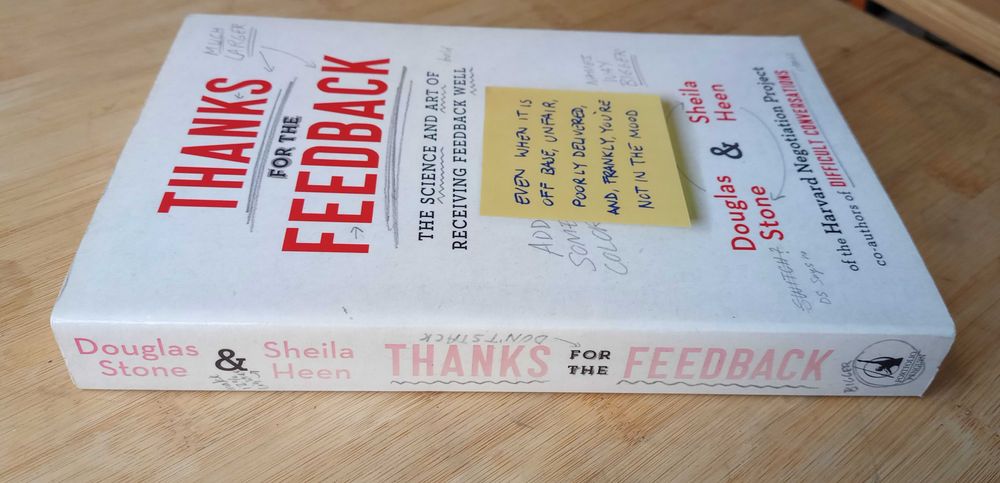 MUCH
LARGER
THANKS
FOR THE
FEEDBACK
THE SCIENCE AND ART OF
RECEIVING FEEDBACK WELL
bold
EVEN WHEN IT IS
OFF BASE, UNFAIR,
POORLY DELIVERED,
AND, FRANKLY, YOU'RE
NOT IN THE MOOD
ADD
SOME
COLOR
WAY
BIGGER
Douglas
Stone
&
Sheila
Heen
SWITCH?
DS says
of the Harvard Negotiation Project
co-authors of DIFFICULT CONVERSATIONS
Douglas
Stone
&
Sheila
Heen
DON'T STACK
THANKS
FOR
THE
FEEDBACK
BIGGER
PORTFOLIO
PENGUIN